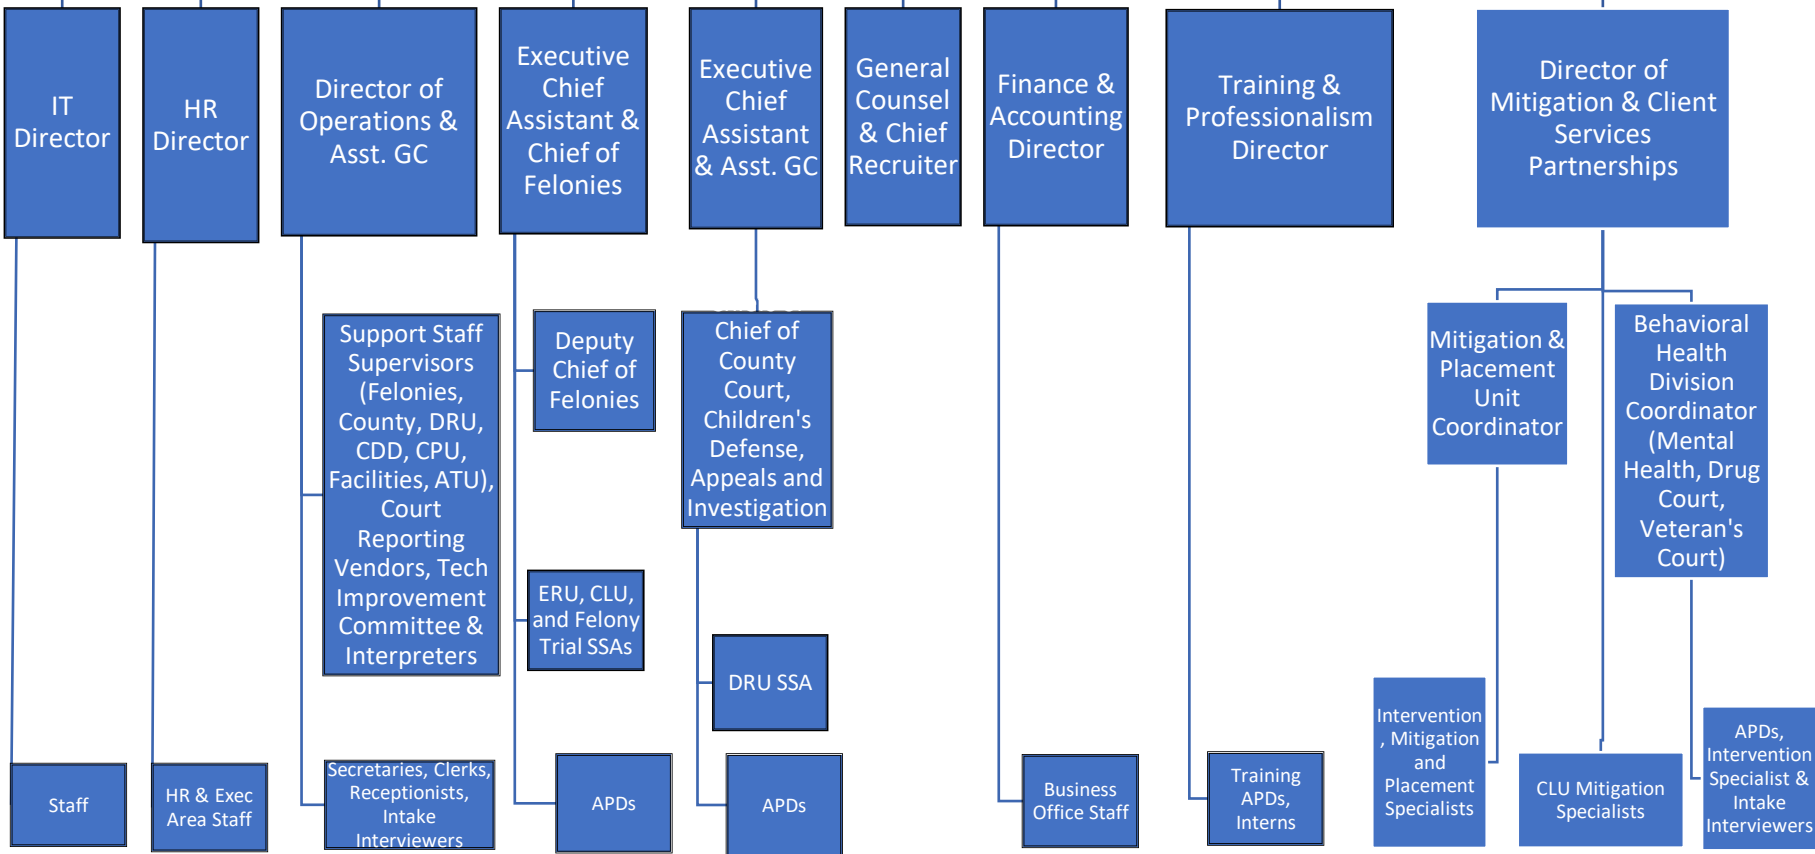 IT
Director
HR
Director
Director of
Operations &
Asst. GC
Executive
Chief
Assistant &
Chief of
Felonies
Executive
Chief
Assistant
& Asst. GC
General
Counsel
& Chief
Recruiter
Finance &
Accounting
Director
Training &
Professionalism
Director
Director of
Mitigation & Client
Services
Partnerships
Support Staff
Supervisors
(Felonies,
County, DRU,
CDD, CPU,
Facilities, ATU),
Court
Reporting
Vendors, Tech
Improvement
Committee &
Interpreters
Deputy
Chief of
Felonies
Chief of
County
Court,
Children's
Defense,
Appeals and
Investigation
Mitigation &
Placement
Unit
Coordinator
Behavioral
Health
Division
Coordinator
(Mental
Health, Drug
Court,
Veteran's
Court)
ERU, CLU,
and Felony
Trial SSAs
DRU SSA
Staff
HR & Exec
Area Staff
Secretaries, Clerks,
Receptionists,
Intake
Interviewers
APDs
APDs
Business
Office Staff
Training
APDs,
Interns
Intervention
, Mitigation
and
Placement
Specialists
CLU Mitigation
Specialists
APDs,
Intervention
Specialist &
Intake
Interviewers